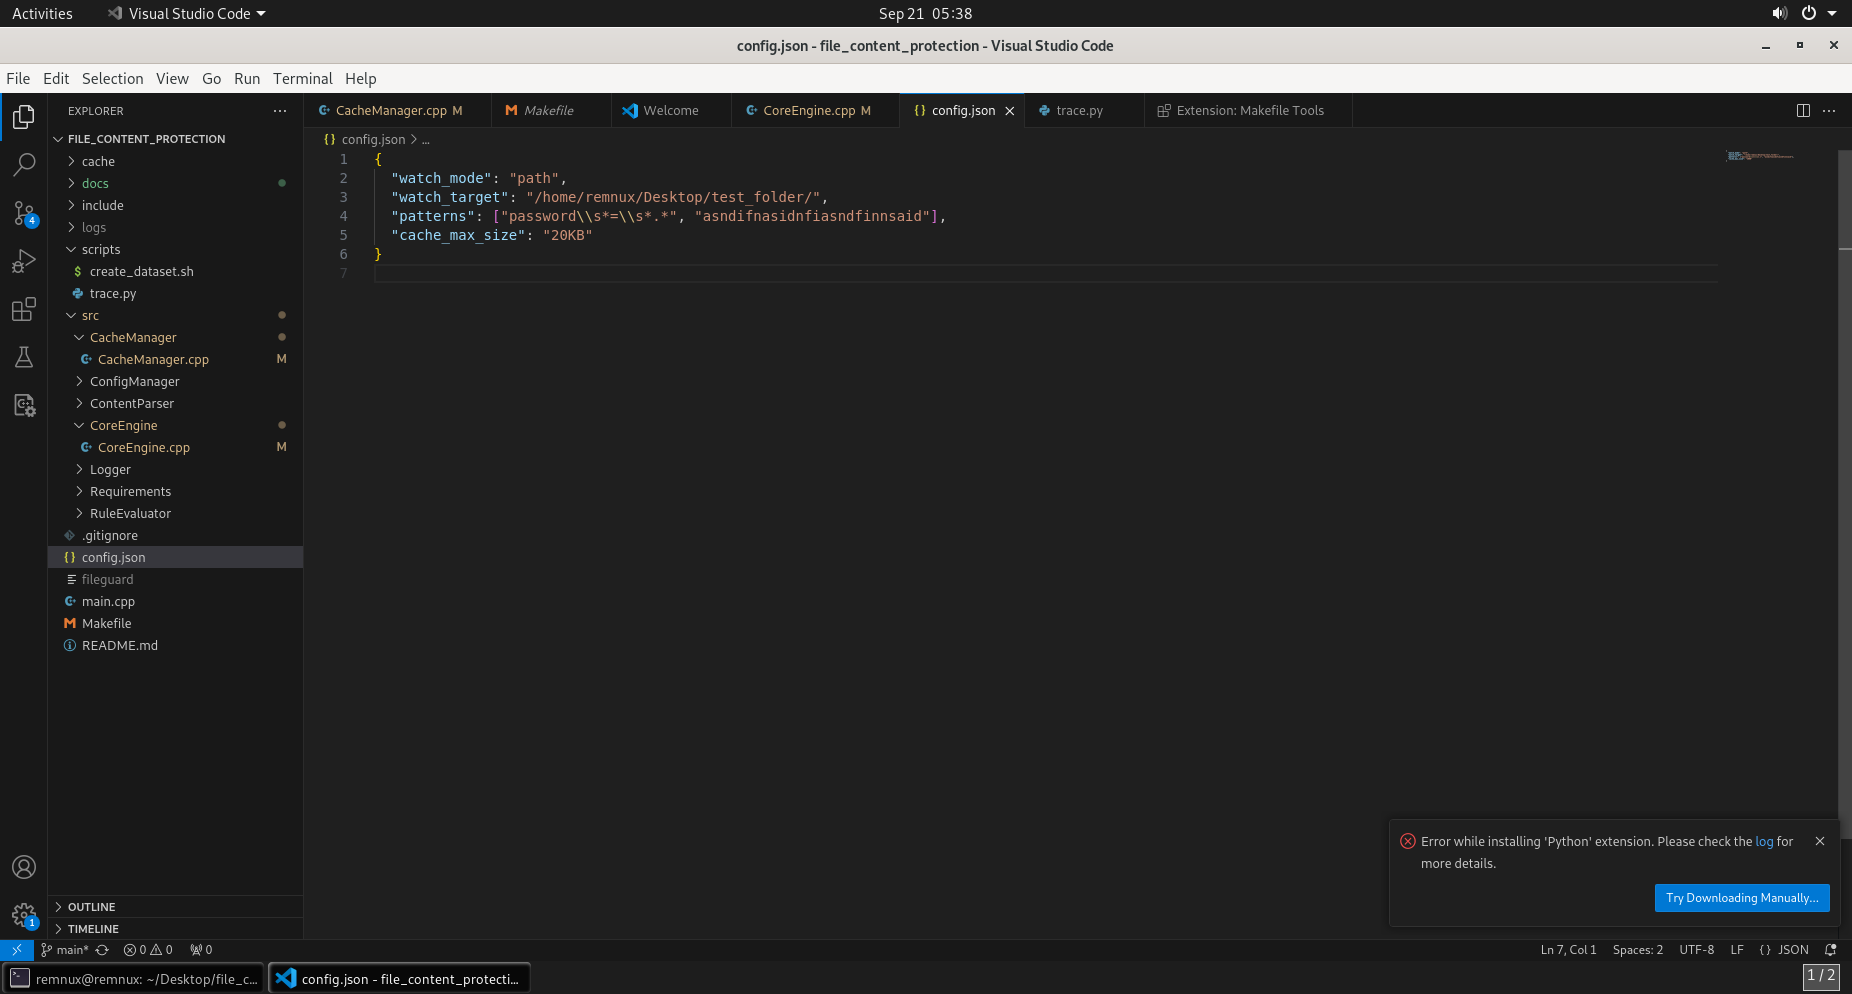 Activities
Visual Studio Code
Sep 21 05:38
config.json - file_content_protection - Visual Studio Code
File Edit Selection View Go Run Terminal Help
EXPLORER
CacheManager.cpp M
Makefile
Welcome
CoreEngine.cpp M
config.json
trace.py
Extension: Makefile Tools
FILE_CONTENT_PROTECTION
cache
docs
include
logs
scripts
create_dataset.sh
trace.py
src
CacheManager
CacheManager.cpp M
ConfigManager
ContentParser
CoreEngine
CoreEngine.cpp M
Logger
Requirements
RuleEvaluator
.gitignore
config.json
fileguard
main.cpp
Makefile
README.md
OUTLINE
TIMELINE
4
1
config.json > ...
1 {
2 "watch_mode": "path",
3 "watch_target": "/home/remnux/Desktop/test_folder/",
4 "patterns": ["password\\s*=\\s*.*", "asndifnasidnfiasndfinnsaid"],
5 "cache_max_size": "20KB"
6 }
7
Error while installing 'Python' extension. Please check the log for
more details.
Try Downloading Manually...
main* 0 0 0
Ln 7, Col 1 Spaces: 2 UTF-8 LF {} JSON
remnux@remnux: ~/Desktop/file_c...
config.json - file_content_protecti...
1 / 2